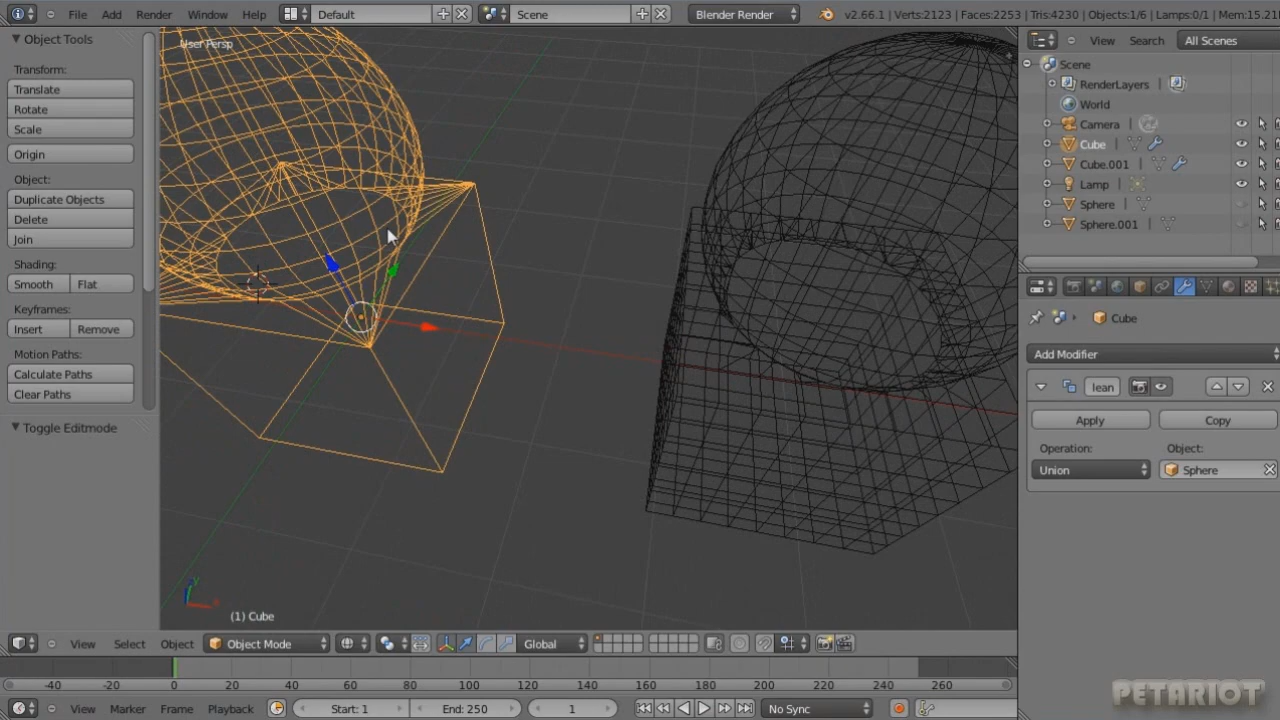 File Add Render Window Help Default Scene Blender Render v2.66.1 | Verts:2123 | Faces:2253 | Tris:4230 | Objects:1/6 | Lamps:0/1 | Mem:15.21
Object Tools
Transform:
Translate
Rotate
Scale
Origin
Object:
Duplicate Objects
Delete
Join
Shading:
Smooth Flat
Keyframes:
Insert Remove
Motion Paths:
Calculate Paths
Clear Paths
Toggle Editmode
User Persp
(1) Cube
View Search All Scenes
Scene
RenderLayers |
World
Camera |
Cube |
Cube.001 |
Lamp |
Sphere |
Sphere.001 |
Cube
Add Modifier
lean
Apply Copy
Operation: Object:
Union Sphere
View Select Object Object Mode Global
-40 -20 0 20 40 60 80 100 120 140 160 180 200 220 240 260
View Marker Frame Playback Start: 1 End: 250 1 No Sync
PETARIOT